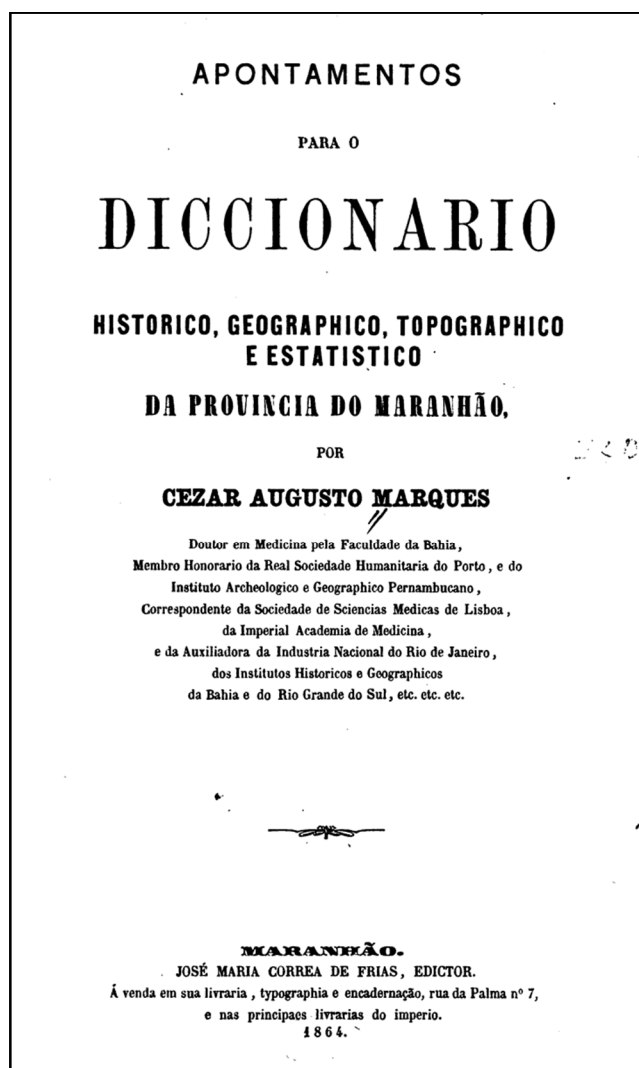 APONTAMENTOS
PARA O
DICCIONARIO
HISTORICO, GEOGRAPHICO, TOPOGRAPHICO
E ESTATISTICO
DA PROVINCIA DO MARANHÃO,
POR
CEZAR AUGUSTO MARQUES
Doutor em Medicina pela Faculdade da Bahia,
Membro Honorario da Real Sociedade Humanitaria do Porto, e do
Instituto Archeologico e Geographico Pernambucano,
Correspondente da Sociedade de Sciencias Medicas de Lisboa,
da Imperial Academia de Medicina,
e da Auxiliadora da Industria Nacional do Rio de Janeiro,
dos Institutos Historicos e Geographicos
da Bahia e do Rio Grande do Sul, etc. etc. etc.
MARANHÃO.
JOSÉ MARIA CORREA DE FRIAS, EDICTOR.
Á venda em sua livraria, typographia e encadernação, rua da Palma nº 7,
e nas principaes livrarias do imperio.
1864.